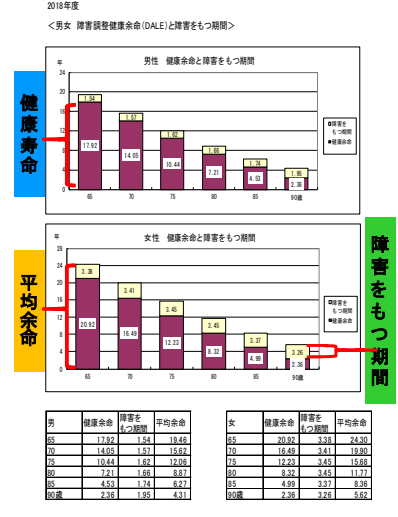 2018年度
<男女 障害調整健康余命(DALE)と障害をもつ期間>
男性 健康余命と障害をもつ期間
年
24
20
16
12
8
4
0
1.54
17.92
1.57
14.05
1.62
10.44
1.66
7.21
1.74
4.53
1.95
2.36
65
70
75
80
85
90歳
障害を
もつ期間
健康余命
健康寿命
女性 健康余命と障害をもつ期間
年
28
24
20
16
12
8
4
0
3.38
20.92
3.41
16.49
3.45
12.23
3.45
8.32
3.37
4.99
3.26
2.36
65
70
75
80
85
90歳
障害を
もつ期間
健康余命
平均余命
障害をもつ期間
男 健康余命 障害を
もつ期間 平均余命
65 17.92 1.54 19.46
70 14.05 1.57 15.62
75 10.44 1.62 12.06
80 7.21 1.66 8.87
85 4.53 1.74 6.27
90歳 2.36 1.95 4.31
女 健康余命 障害を
もつ期間 平均余命
65 20.92 3.38 24.30
70 16.49 3.41 19.90
75 12.23 3.45 15.68
80 8.32 3.45 11.77
85 4.99 3.37 8.36
90歳 2.36 3.26 5.62